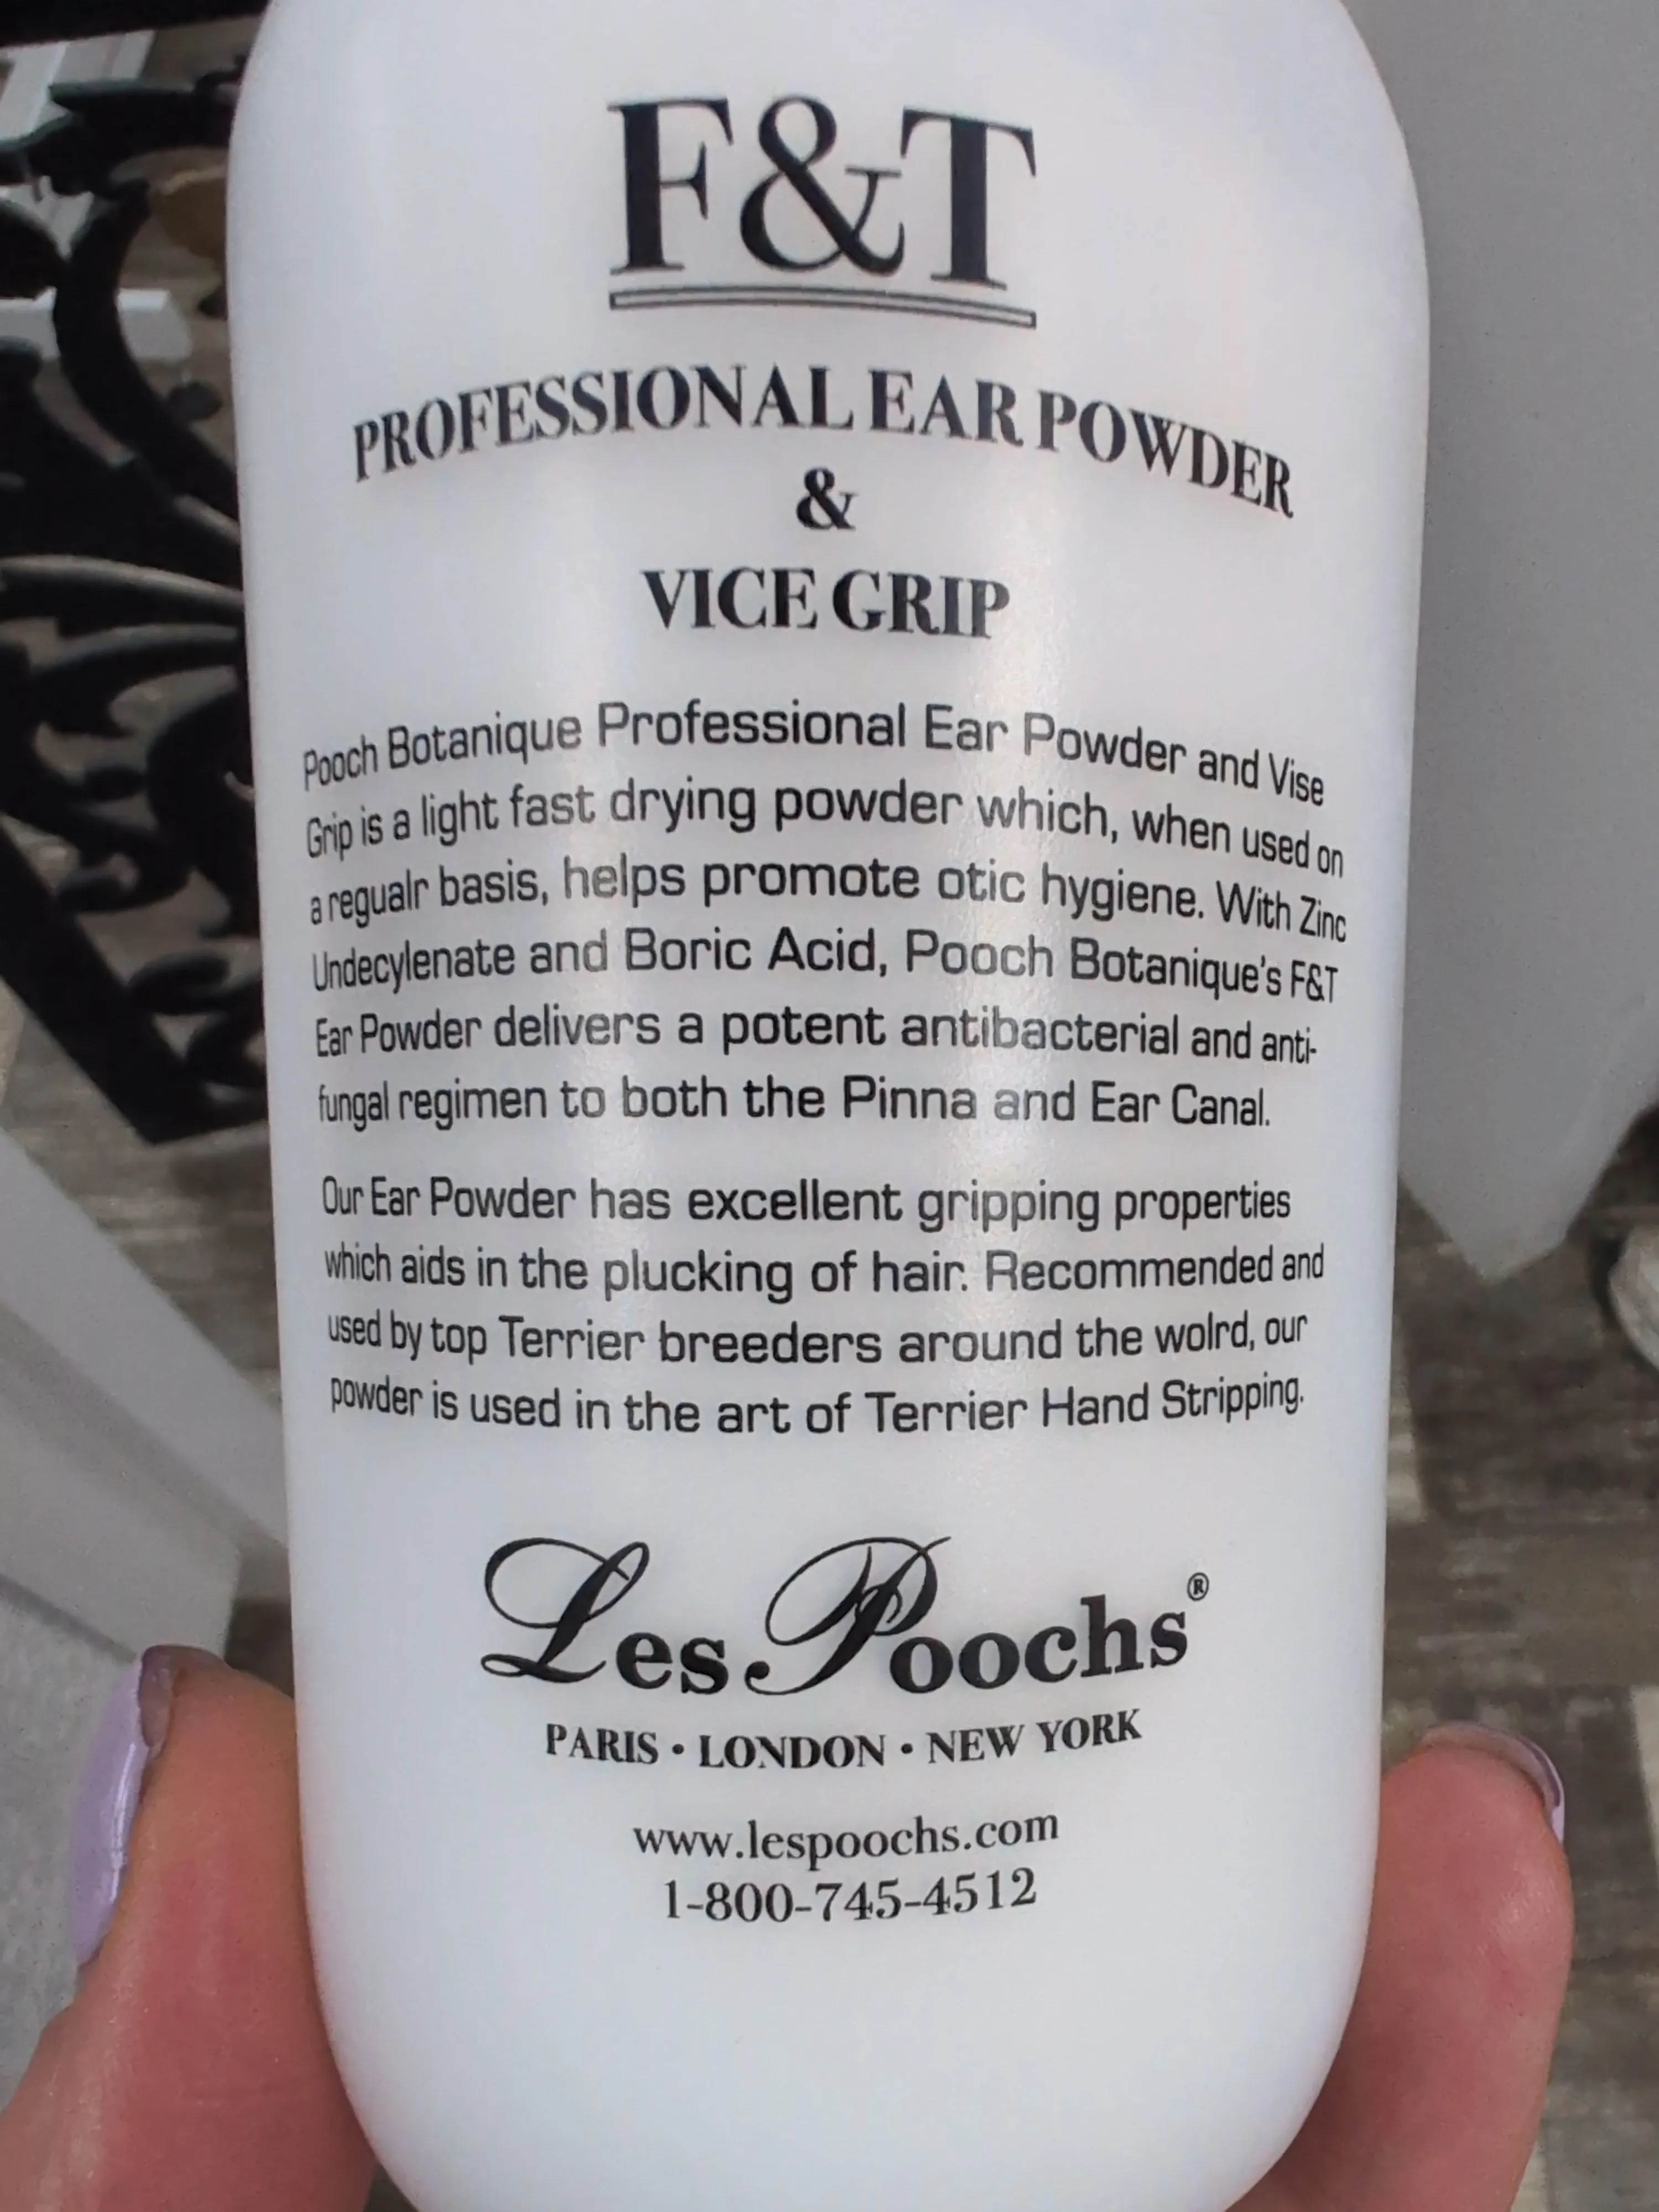 F&T
PROFESSIONAL EAR POWDER
&
VICE GRIP
Pooch Botanique Professional Ear Powder and Vise
Grip is a light fast drying powder which, when used on
a regualr basis, helps promote otic hygiene. With Zinc
Undecylenate and Boric Acid, Pooch Botanique's F&T
Ear Powder delivers a potent antibacterial and anti-
fungal regimen to both the Pinna and Ear Canal.
Our Ear Powder has excellent gripping properties
which aids in the plucking of hair. Recommended and
used by top Terrier breeders around the wolrd, our
powder is used in the art of Terrier Hand Stripping.
Les Poochs®
PARIS • LONDON • NEW YORK
www.lespoochs.com
1-800-745-4512